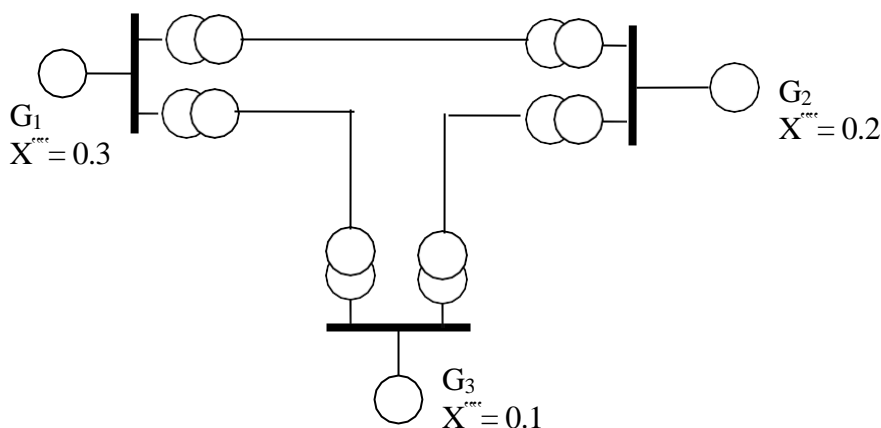 G₁
X‴‴= 0.3
G₂
X‴‴= 0.2
G₃
X‴‴= 0.1